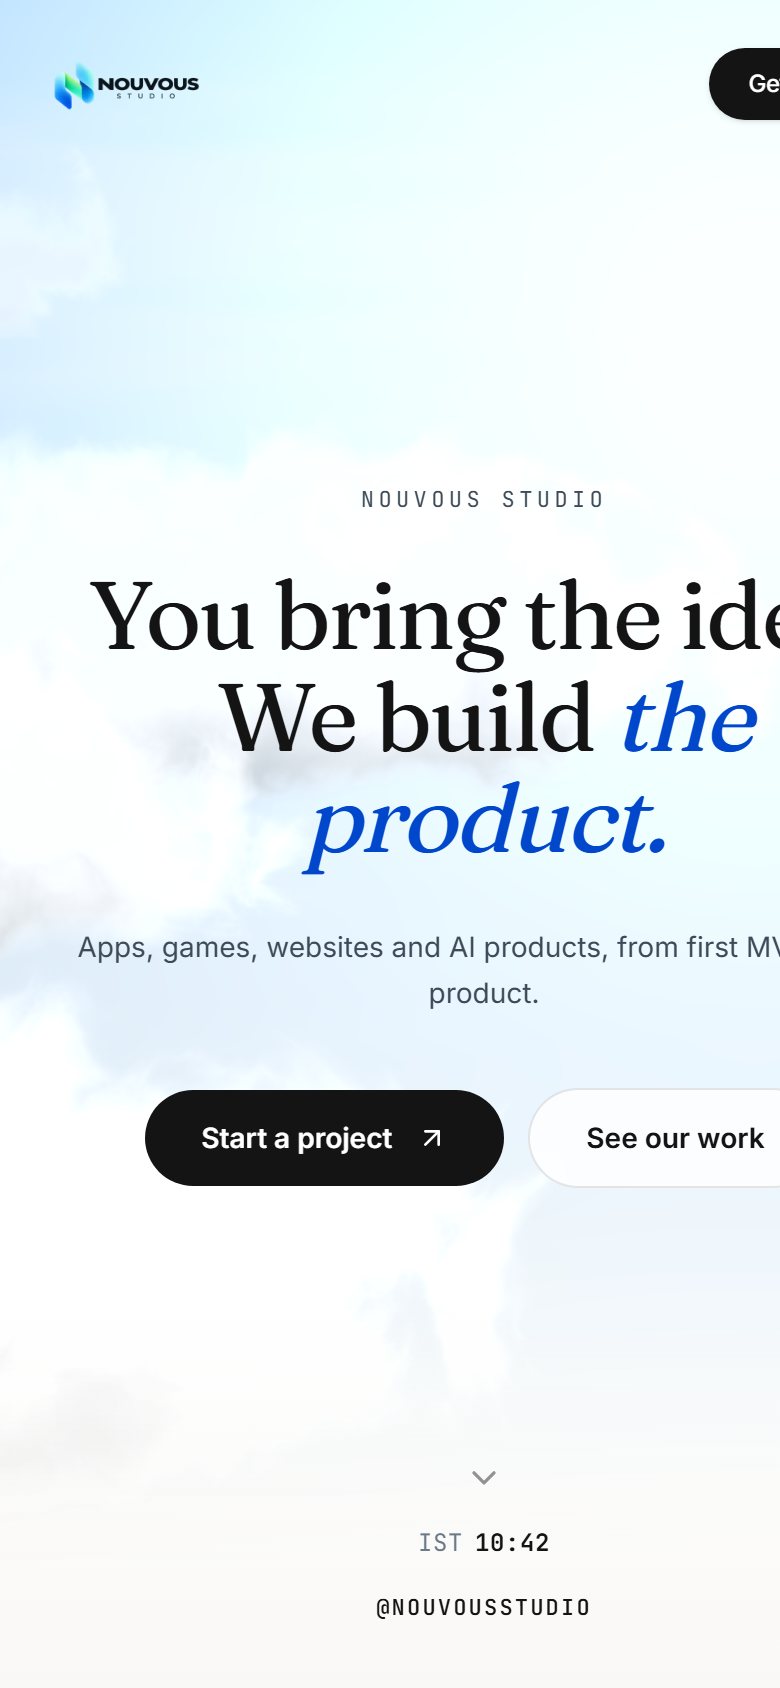 NOUVOUS
STUDIO
Ge
NOUVOUS STUDIO
You bring the ide
We build the
product.
Apps, games, websites and AI products, from first MV
product.
Start a project
See our work
IST 10:42
@NOUVOUSSTUDIO